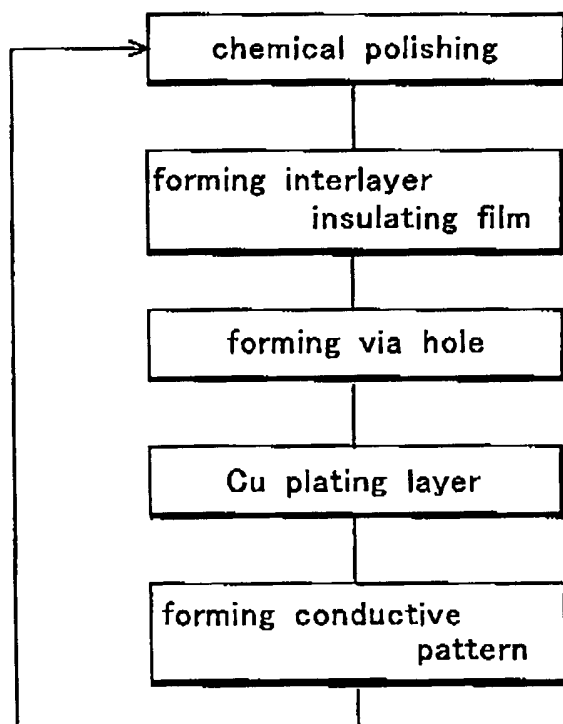 chemical polishing
forming interlayer
insulating film
forming via hole
Cu plating layer
forming conductive
pattern